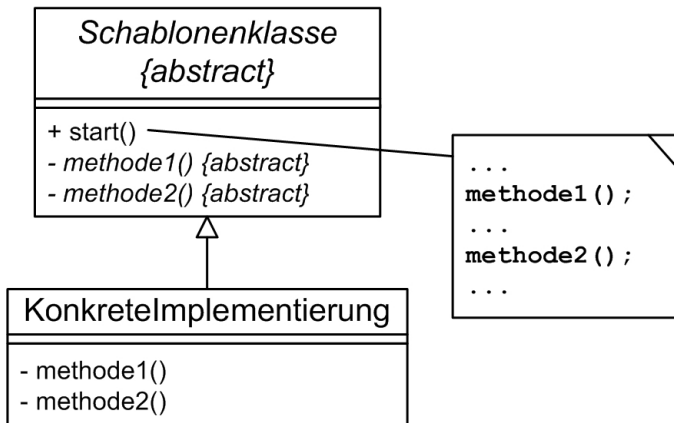 Schablonenklasse
{abstract}
+ start()
- methode1() {abstract}
- methode2() {abstract}
...
methode1();
...
methode2();
...
KonkreteImplementierung
- methode1()
- methode2()